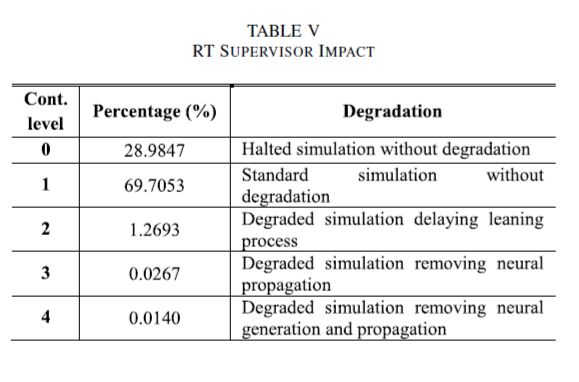 TABLE V
RT SUPERVISOR IMPACT
Cont.
level
Percentage (%)
Degradation
0
28.9847
Halted simulation without degradation
1
69.7053
Standard simulation without
degradation
2
1.2693
Degraded simulation delaying leaning
process
3
0.0267
Degraded simulation removing neural
propagation
4
0.0140
Degraded simulation removing neural
generation and propagation